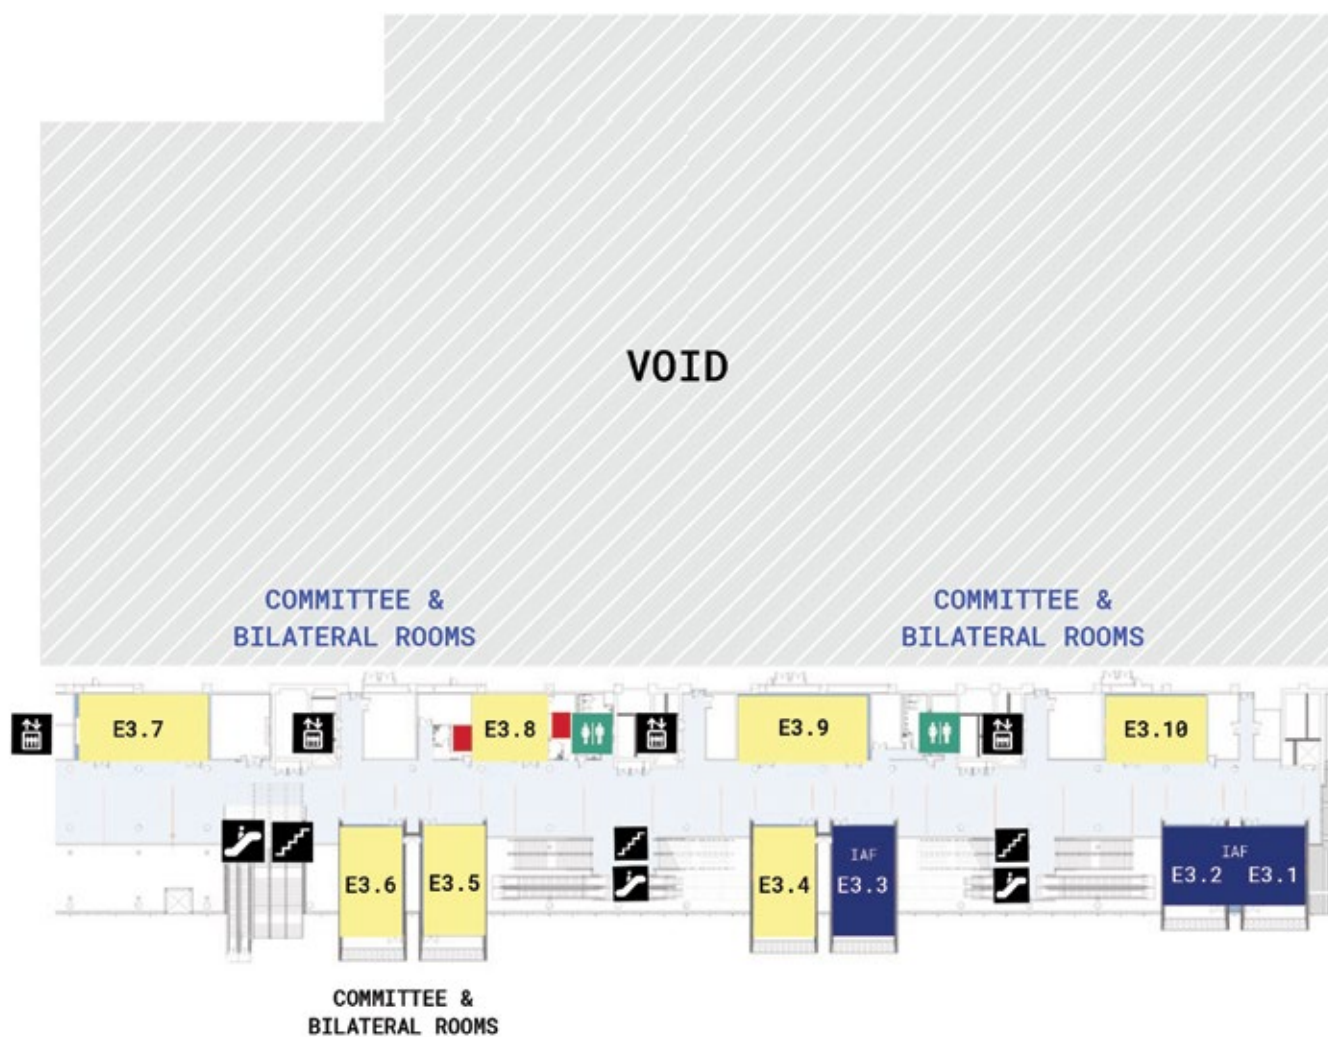 VOID
COMMITTEE &
BILATERAL ROOMS
COMMITTEE &
BILATERAL ROOMS
E3.7
E3.8
E3.9
E3.10
E3.6
E3.5
E3.4
IAF
E3.3
IAF
E3.2 E3.1
COMMITTEE &
BILATERAL ROOMS